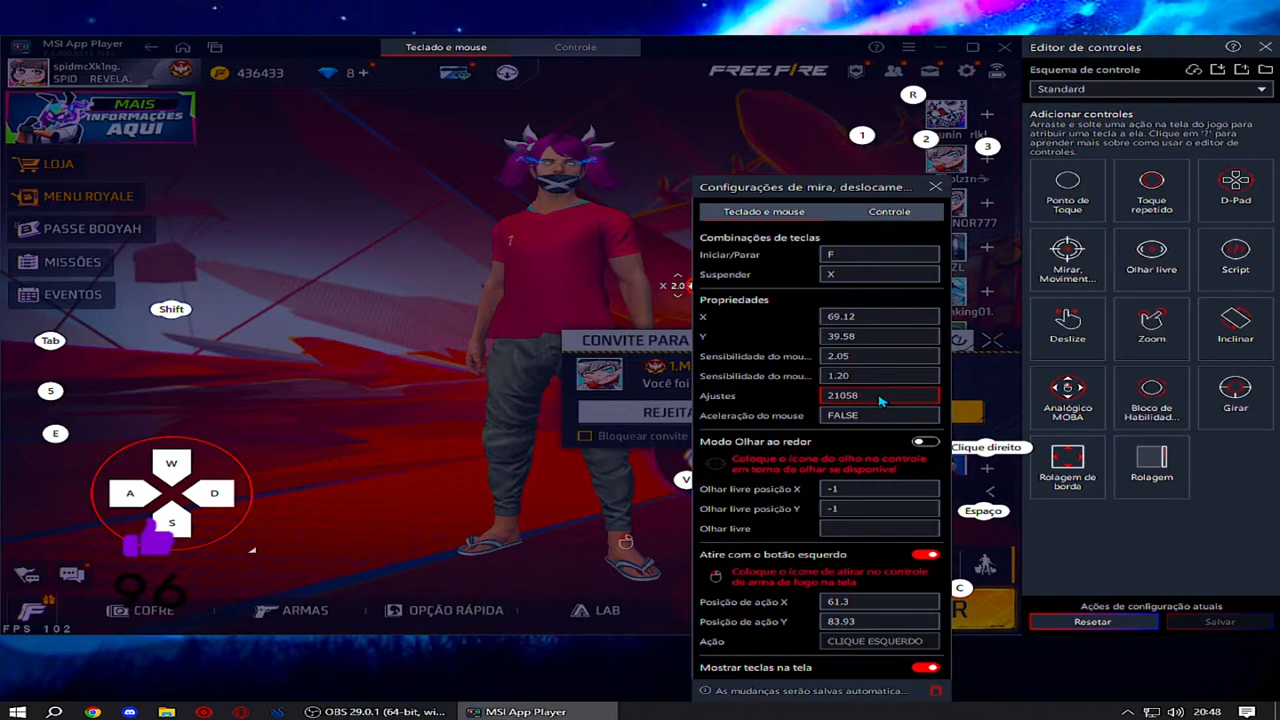 MSI App Player
Teclado e mouse
Controle
Editor de controles
spidmcXk1ng.
SPID REVELA.
436433
8 +
FREE FIRE
Esquema de controle
Standard
MAIS
INFORMAÇÕES
AQUI
R
1
2
3
Adicionar controles
Arraste e solte uma ação na tela do jogo para
atribuir uma tecla a ela. Clique em '?' para
aprender mais sobre como usar o editor de
controles.
LOJA
MENU ROYALE
PASSE BOOYAH
MISSÕES
EVENTOS
Ponto de
Toque
Toque
repetido
D-Pad
Mirar,
Moviment...
Olhar livre
Script
Deslize
Zoom
Inclinar
Analógico
MOBA
Bloco de
Habilidad...
Girar
Rolagem de
borda
Rolagem
Configurações de mira, deslocame...
Teclado e mouse
Controle
Combinações de teclas
Iniciar/Parar F
Suspender X
Propriedades
X 69.12
Y 39.58
Sensibilidade do mou... 2.05
Sensibilidade do mou... 1.20
Ajustes 21058
Aceleração do mouse FALSE
Modo Olhar ao redor
Coloque o ícone do olho no controle
em torno de olhar se disponível
Olhar livre posição X -1
Olhar livre posição Y -1
Olhar livre
Atire com o botão esquerdo
Coloque o ícone de atirar no controle
de arma de fogo na tela
Posição de ação X 61.3
Posição de ação Y 83.93
Ação CLIQUE ESQUERDO
Mostrar teclas na tela
As mudanças serão salvas automatica...
X 2.0
NOR777
CONVITE PARA
Você foi
REJEITA
Bloquear convite
Shift
Tab
S
E
W
A
D
S
V
Clique direito
Espaço
C
R
COFRE
ARMAS
OPÇÃO RÁPIDA
LAB
FPS 102
Ações de configuração atuais
Resetar
Salvar
OBS 29.0.1 (64-bit, wi...
MSI App Player
20:48